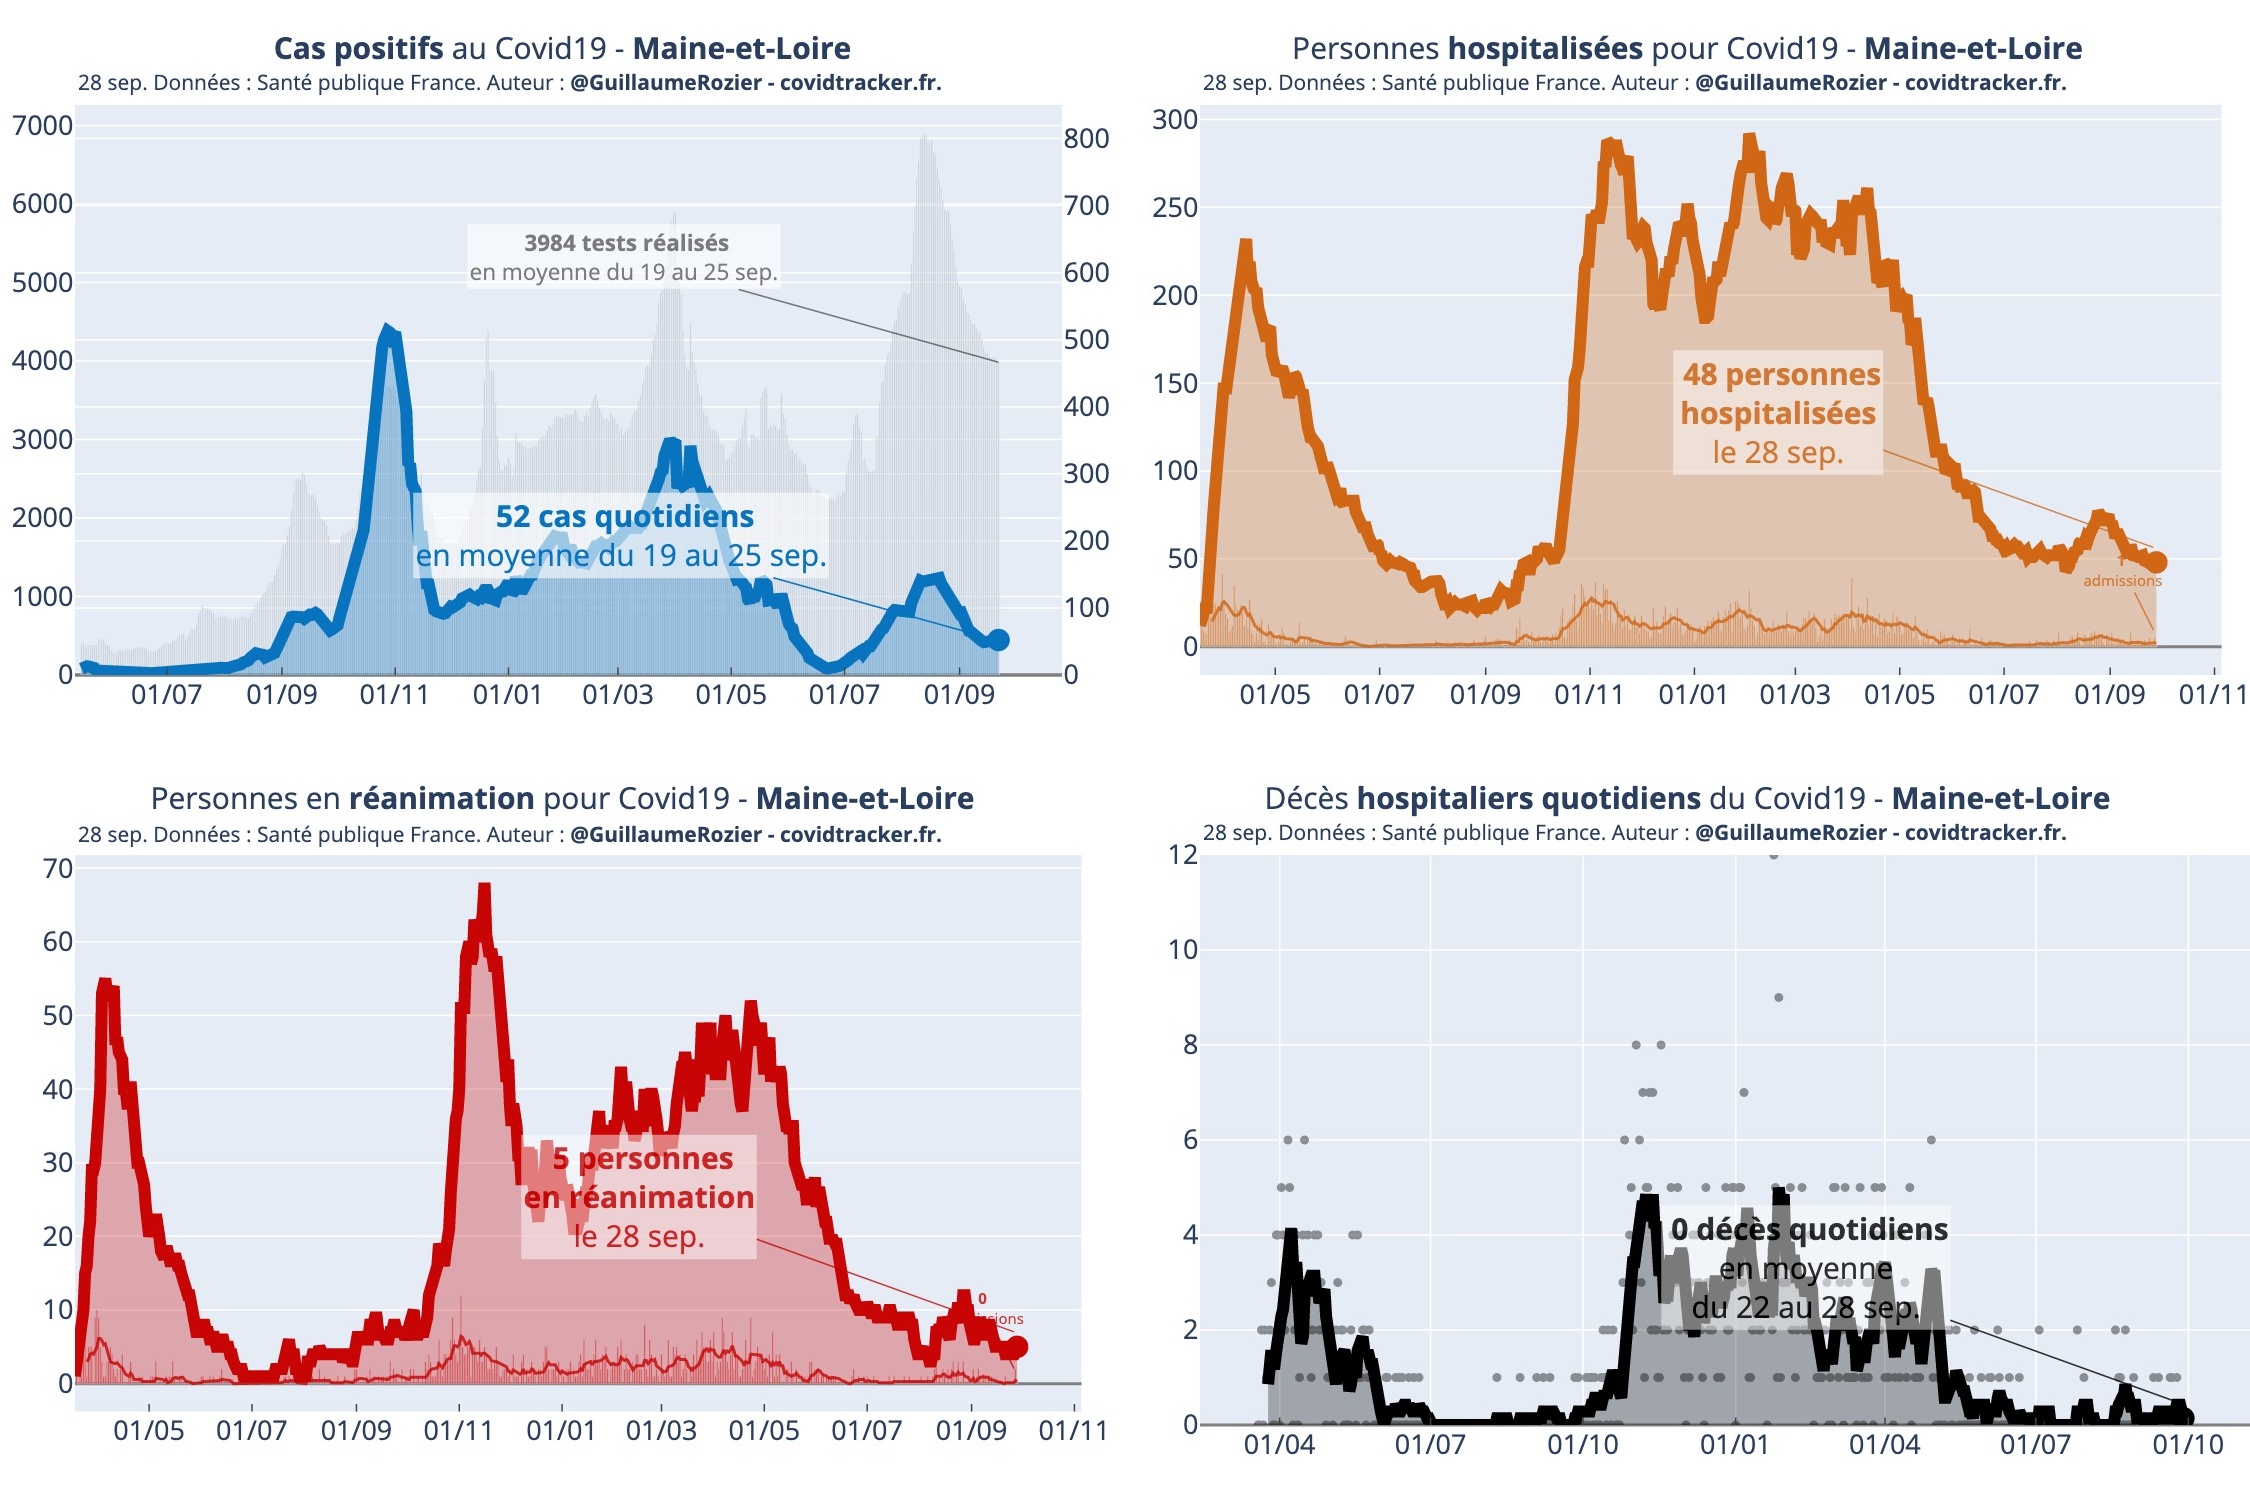 Cas positifs au Covid19 - Maine-et-Loire
28 sep. Données : Santé publique France. Auteur : @GuillaumeRozier - covidtracker.fr.
7000
6000
5000
4000
3000
2000
1000
0
800
700
600
500
400
300
200
100
0
3984 tests réalisés
en moyenne du 19 au 25 sep.
52 cas quotidiens
en moyenne du 19 au 25 sep.
01/07 01/09 01/11 01/01 01/03 01/05 01/07 01/09
Personnes hospitalisées pour Covid19 - Maine-et-Loire
28 sep. Données : Santé publique France. Auteur : @GuillaumeRozier - covidtracker.fr.
300
250
200
150
100
50
0
48 personnes
hospitalisées
le 28 sep.
admissions
01/05 01/07 01/09 01/11 01/01 01/03 01/05 01/07 01/09 01/11
Personnes en réanimation pour Covid19 - Maine-et-Loire
28 sep. Données : Santé publique France. Auteur : @GuillaumeRozier - covidtracker.fr.
70
60
50
40
30
20
10
0
5 personnes
en réanimation
le 28 sep.
0
01/05 01/07 01/09 01/11 01/01 01/03 01/05 01/07 01/09 01/11
Décès hospitaliers quotidiens du Covid19 - Maine-et-Loire
28 sep. Données : Santé publique France. Auteur : @GuillaumeRozier - covidtracker.fr.
12
10
8
6
4
2
0
0 décès quotidiens
en moyenne
du 22 au 28 sep.
01/04 01/07 01/10 01/01 01/04 01/07 01/10